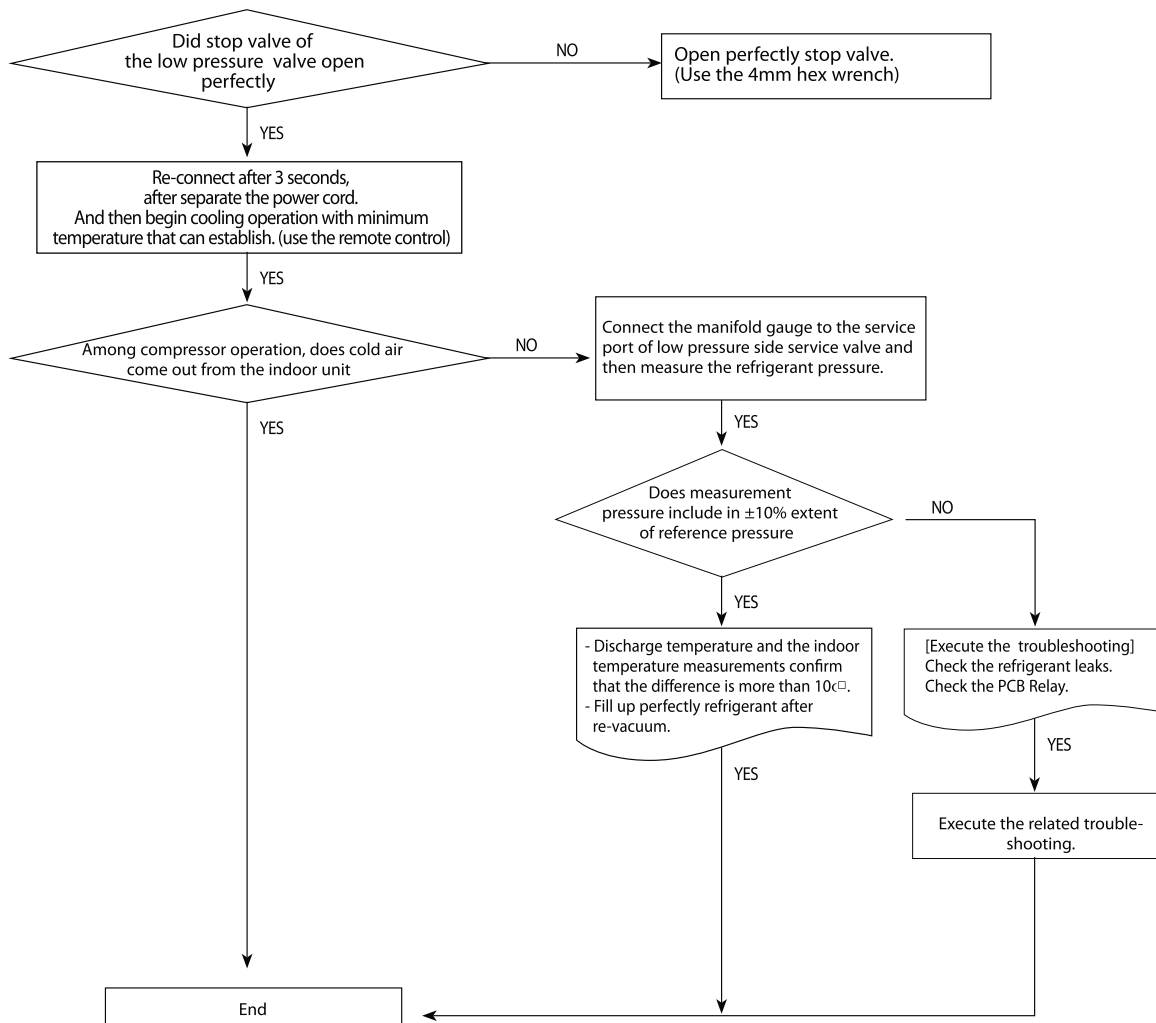 Did stop valve of
the low pressure valve open
perfectly
NO
Open perfectly stop valve.
(Use the 4mm hex wrench)
YES
Re-connect after 3 seconds,
after separate the power cord.
And then begin cooling operation with minimum
temperature that can establish. (use the remote control)
YES
Among compressor operation, does cold air
come out from the indoor unit
NO
Connect the manifold gauge to the service
port of low pressure side service valve and
then measure the refrigerant pressure.
YES
YES
Does measurement
pressure include in ±10% extent
of reference pressure
NO
YES
- Discharge temperature and the indoor
temperature measurements confirm
that the difference is more than
- Fill up perfectly refrigerant after
re-vacuum.
[Execute the troubleshooting]
Check the refrigerant leaks.
Check the PCB Relay.
YES
YES
Execute the related trouble-
shooting.
End